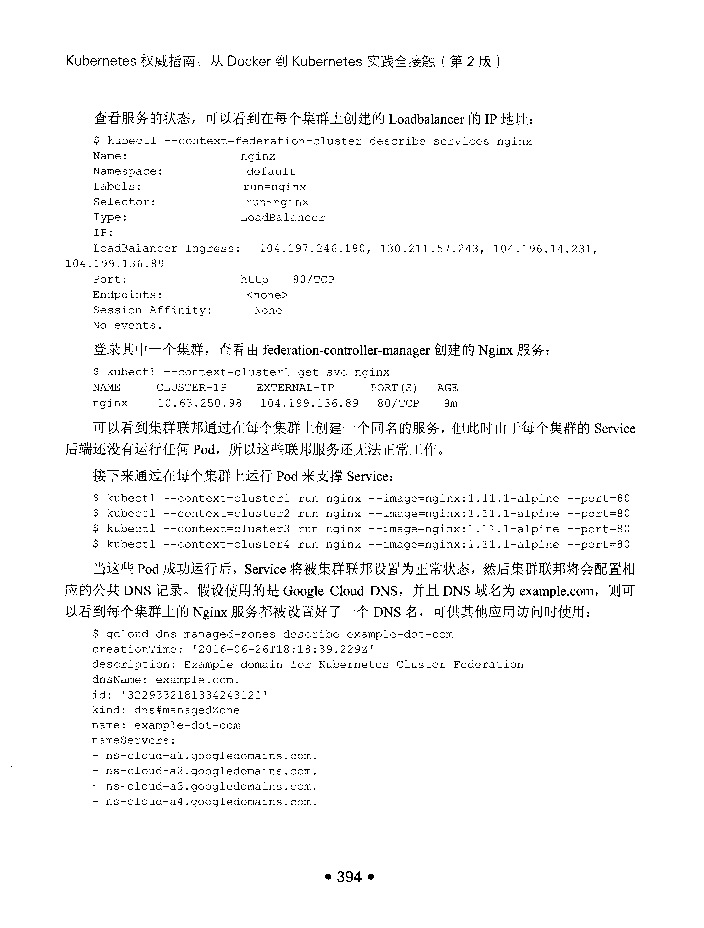 Kubernetes 权威指南：从 Docker 到 Kubernetes 实践全接触（第 2 版）
查看服务的状态，可以看到在每个集群上创建的 Loadbalancer 的 IP 地址：
$ kubectl --context=federation-cluster describe services nginx
Name: nginx
Namespace: default
Labels: run=nginx
Selector: run=nginx
Type: LoadBalancer
IP:
LoadBalancer Ingress: 104.197.246.190, 130.211.57.243, 104.196.14.231,
104.199.136.89
Port: http 80/TCP
Endpoints: <none>
Session Affinity: None
No events.
登录其中一个集群，查看由 federation-controller-manager 创建的 Nginx 服务：
$ kubectl --context=cluster1 get svc nginx
NAME CLUSTER-IP EXTERNAL-IP PORT(S) AGE
nginx 10.63.250.98 104.199.136.89 80/TCP 9m
可以看到集群联邦通过在每个集群上创建一个同名的服务，但此时由于每个集群的 Service
后端还没有运行任何 Pod，所以这些联邦服务还无法正常工作。
接下来通过在每个集群上运行 Pod 来支撑 Service：
$ kubectl --context=cluster1 run nginx --image=nginx:1.11.1-alpine --port=80
$ kubectl --context=cluster2 run nginx --image=nginx:1.11.1-alpine --port=80
$ kubectl --context=cluster3 run nginx --image=nginx:1.11.1-alpine --port=80
$ kubectl --context=cluster4 run nginx --image=nginx:1.11.1-alpine --port=80
当这些 Pod 成功运行后，Service 将被集群联邦设置为正常状态，然后集群联邦将会配置相
应的公共 DNS 记录。假设使用的是 Google Cloud DNS，并且 DNS 域名为 example.com，则可
以看到每个集群上的 Nginx 服务都被设置好了一个 DNS 名，可供其他应用访问时使用：
$ gcloud dns managed-zones describe example-dot-com
creationTime: '2016-06-26T18:18:39.229Z'
description: Example domain for Kubernetes Cluster Federation
dnsName: example.com.
id: '3229332181334243121'
kind: dns#managedZone
name: example-dot-com
nameServers:
- ns-cloud-a1.googledomains.com.
- ns-cloud-a2.googledomains.com.
- ns-cloud-a3.googledomains.com.
- ns-cloud-a4.googledomains.com.
• 394 •